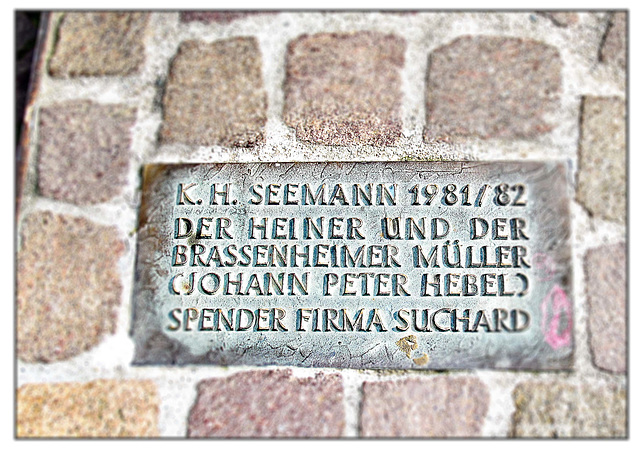 K. H. SEEMANN 1981/82
DER HEINER UND DER
BRASSENHEIMER MÜLLER
(JOHANN PETER HEBEL)
SPENDER FIRMA SUCHARD